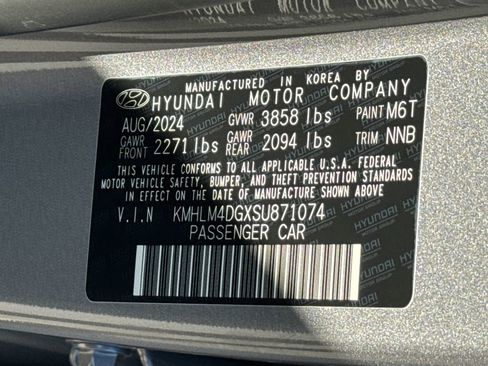 MANUFACTURED IN KOREA BY
HYUNDAI MOTOR COMPANY
AUG/2024 GVWR 3858 lbs PAINT M6T
GAWR FRONT 2271 lbs GAWR REAR 2094 lbs TRIM NNB
THIS VEHICLE CONFORMS TO ALL APPLICABLE U.S.A. FEDERAL
MOTOR VEHICLE SAFETY, BUMPER, AND THEFT PREVENTION STANDARDS
IN EFFECT ON THE DATE OF MANUFACTURE SHOWN ABOVE.
V.I.N KMHLM4DGXSU871074
PASSENGER CAR